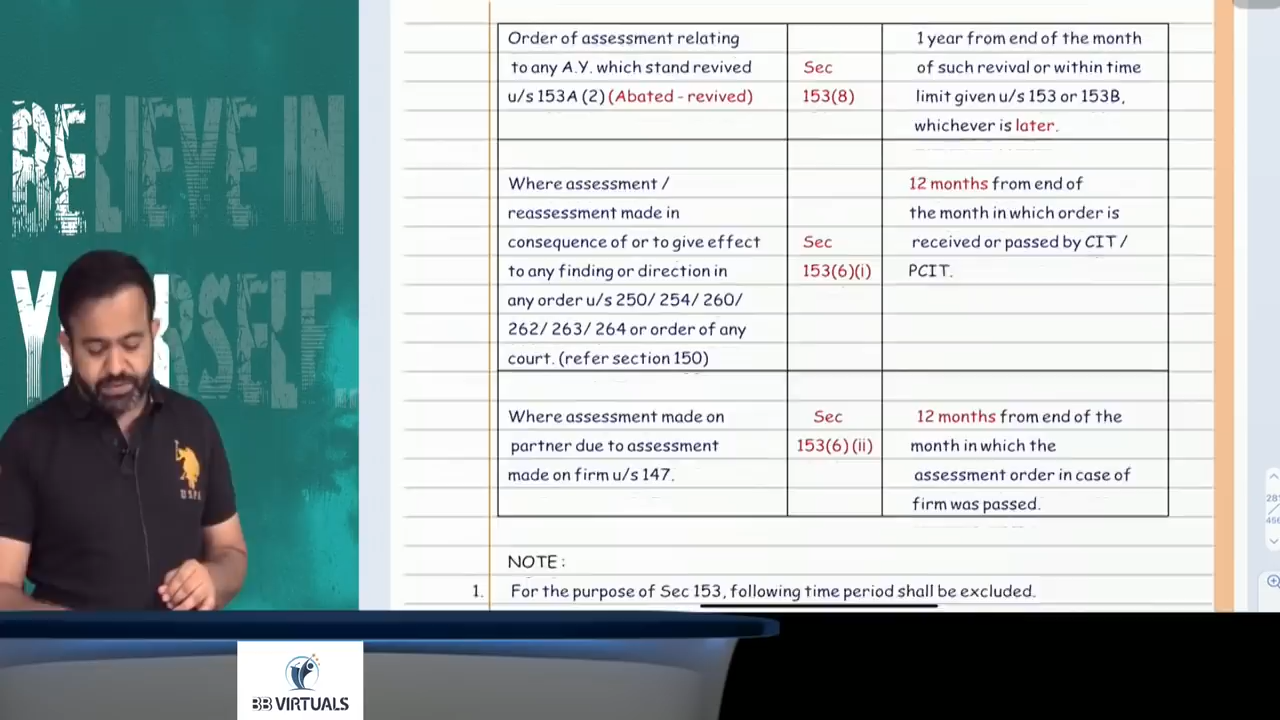 BELIEVE IN
YOURSELF
USPA
BB VIRTUALS
Order of assessment relating
to any A.Y. which stand revived
u/s 153A (2) (Abated - revived)
Sec
153(8)
1 year from end of the month
of such revival or within time
limit given u/s 153 or 153B,
whichever is later.
Where assessment /
reassessment made in
consequence of or to give effect
to any finding or direction in
any order u/s 250/ 254/ 260/
262/ 263/ 264 or order of any
court. (refer section 150)
Sec
153(6)(i)
12 months from end of
the month in which order is
received or passed by CIT /
PCIT.
Where assessment made on
partner due to assessment
made on firm u/s 147.
Sec
153(6)(ii)
12 months from end of the
month in which the
assessment order in case of
firm was passed.
NOTE:
1. For the purpose of Sec 153, following time period shall be excluded.